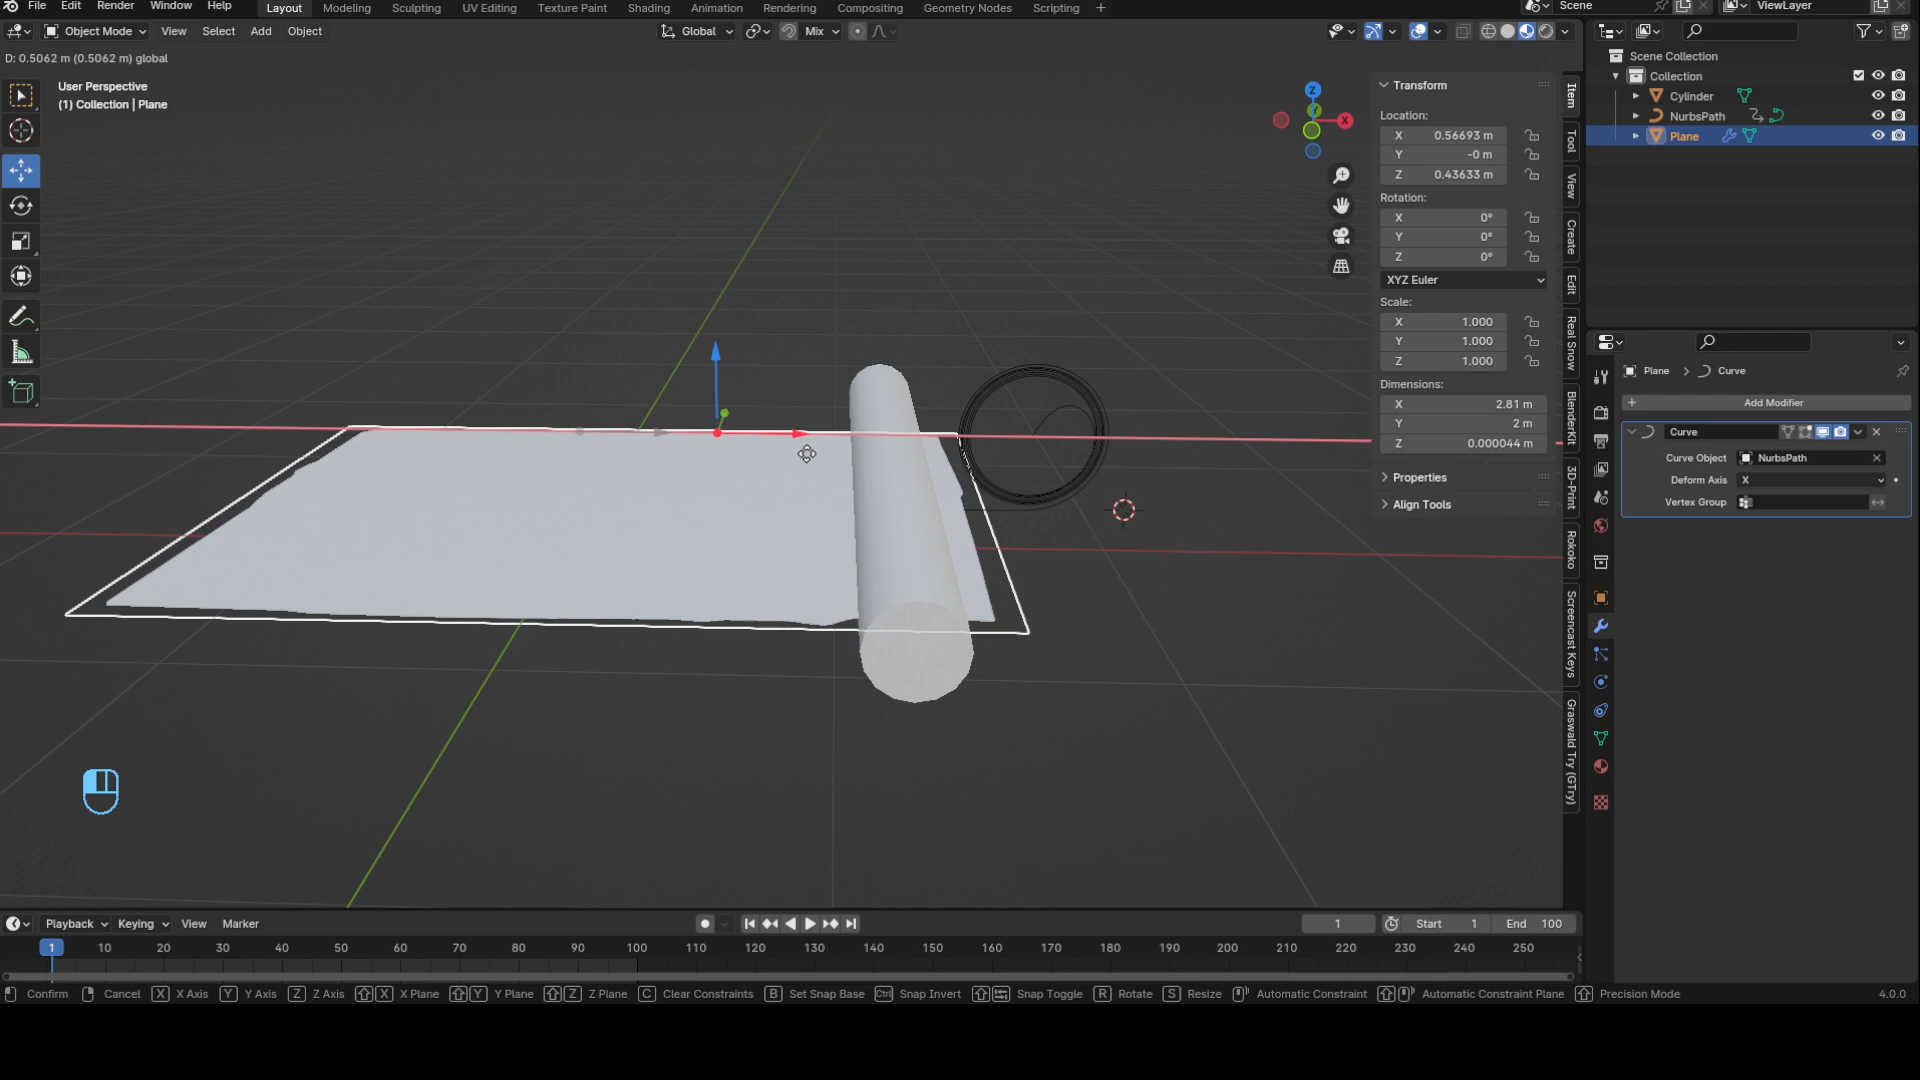 File Edit Render Window Help Layout Modeling Sculpting UV Editing Texture Paint Shading Animation Rendering Compositing Geometry Nodes Scripting + Scene ViewLayer
Object Mode View Select Add Object Global Mix
D: 0.5062 m (0.5062 m) global
User Perspective
(1) Collection | Plane
Z
X
Transform
Location:
X 0.56693 m
Y -0 m
Z 0.43633 m
Rotation:
X 0°
Y 0°
Z 0°
XYZ Euler
Scale:
X 1.000
Y 1.000
Z 1.000
Dimensions:
X 2.81 m
Y 2 m
Z 0.000044 m
Properties
Align Tools
Item
Tool
View
Create
Edit
Real Snow
BlenderKit
3D-Print
Rokoko
Screencast Keys
Graswald Try (GTry)
Scene Collection
Collection
Cylinder
NurbsPath
Plane
Plane > Curve
+ Add Modifier
Curve
Curve Object NurbsPath
Deform Axis X
Vertex Group
Playback Keying View Marker 1 Start 1 End 100
1 10 20 30 40 50 60 70 80 90 100 110 120 130 140 150 160 170 180 190 200 210 220 230 240 250
Confirm Cancel X X Axis Y Y Axis Z Z Axis X X Plane Y Y Plane Z Z Plane C Clear Constraints B Set Snap Base Ctrl Snap Invert Snap Toggle R Rotate S Resize Automatic Constraint Automatic Constraint Plane Precision Mode 4.0.0